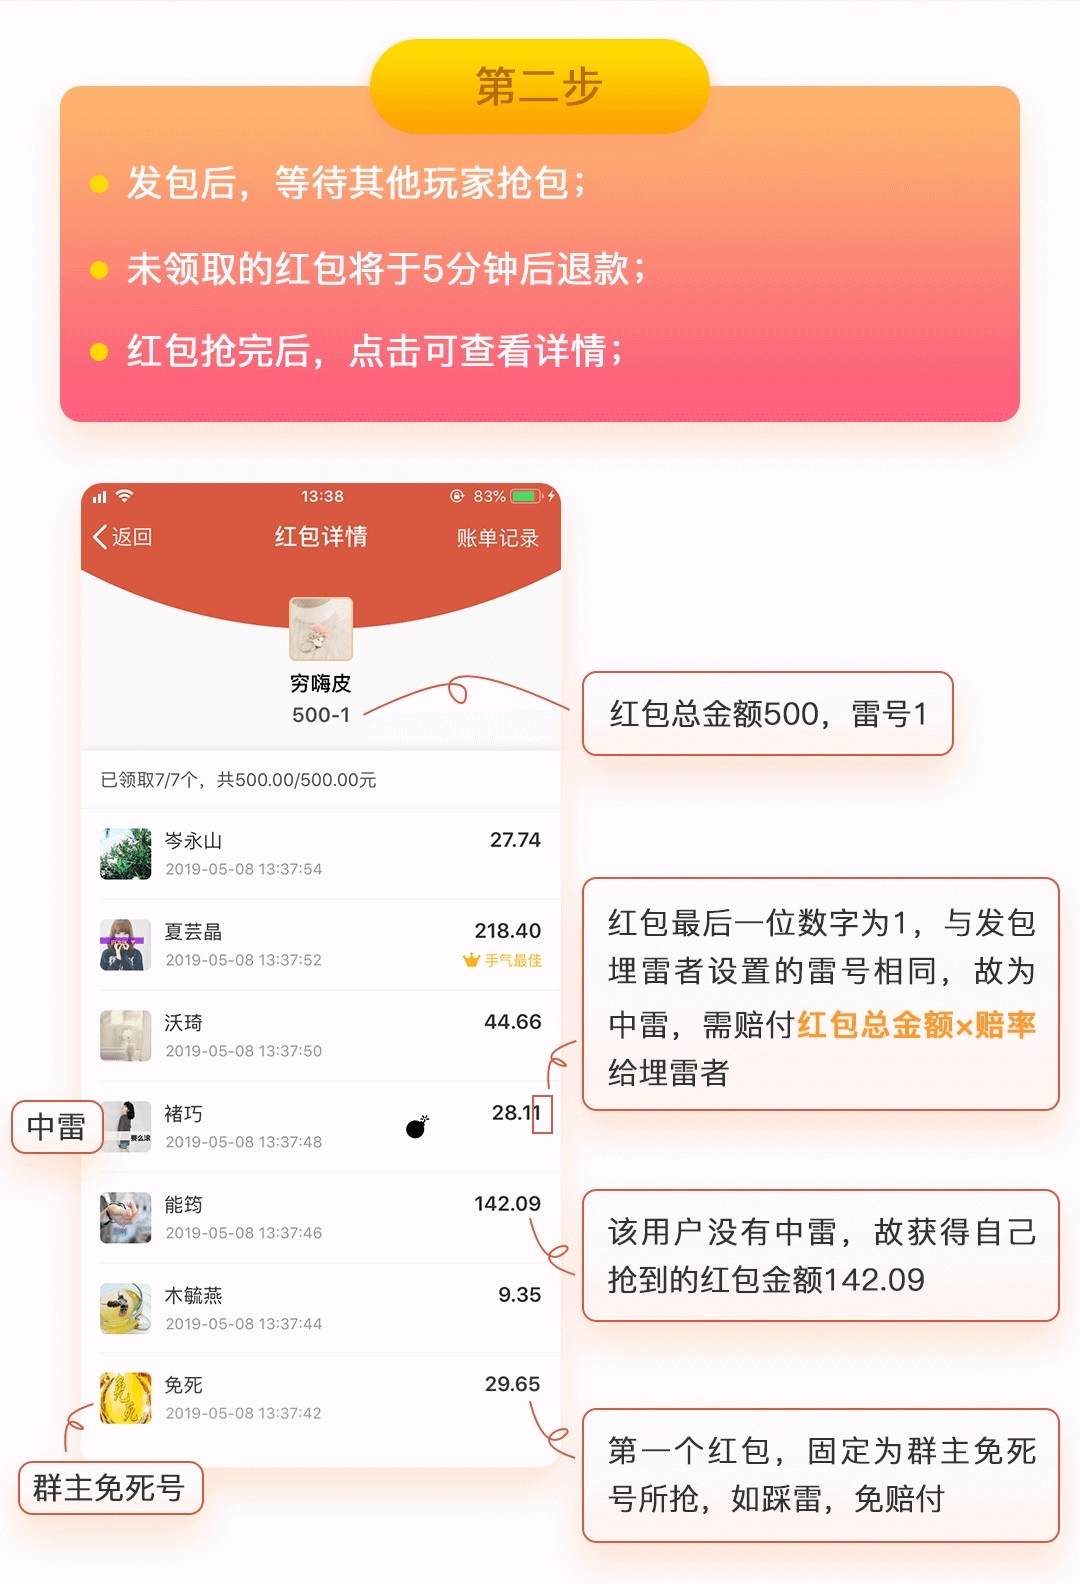 第二步
发包后，等待其他玩家抢包；
未领取的红包将于5分钟后退款；
红包抢完后，点击可查看详情；
13:38
83%
返回
红包详情
账单记录
穷嗨皮
500-1
红包总金额500，雷号1
已领取7/7个，共500.00/500.00元
岑永山
27.74
2019-05-08 13:37:54
夏芸晶
218.40
2019-05-08 13:37:52
手气最佳
沃琦
44.66
2019-05-08 13:37:50
红包最后一位数字为1，与发包
埋雷者设置的雷号相同，故为
中雷，需赔付红包总金额×赔率
给埋雷者
中雷
要么滚
褚巧
28.11
2019-05-08 13:37:48
能筠
142.09
2019-05-08 13:37:46
该用户没有中雷，故获得自己
抢到的红包金额142.09
木毓燕
9.35
2019-05-08 13:37:44
免死
免死
29.65
2019-05-08 13:37:42
群主免死号
第一个红包，固定为群主免死
号所抢，如踩雷，免赔付